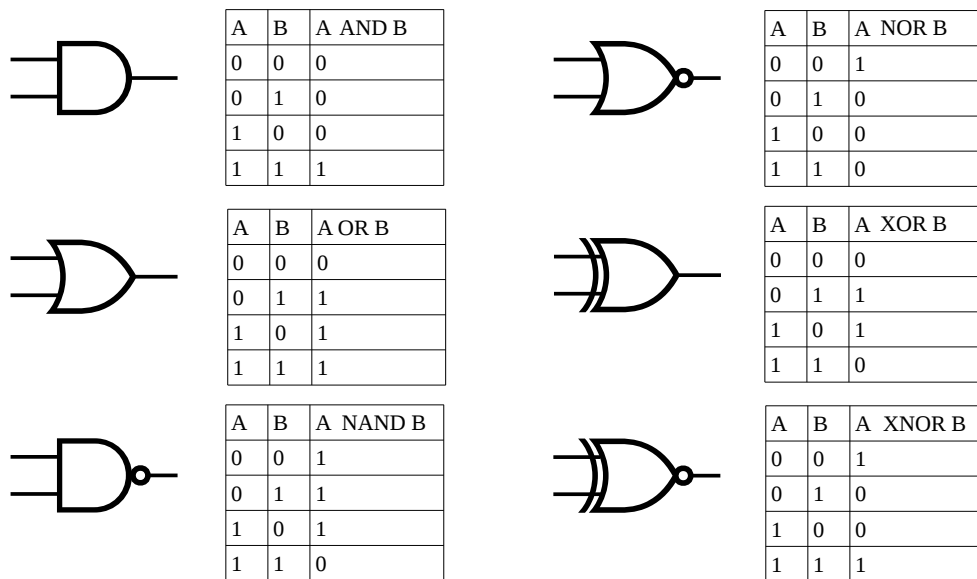 A B A AND B
0 0 0
0 1 0
1 0 0
1 1 1
A B A OR B
0 0 0
0 1 1
1 0 1
1 1 1
A B A NAND B
0 0 1
0 1 1
1 0 1
1 1 0
A B A NOR B
0 0 1
0 1 0
1 0 0
1 1 0
A B A XOR B
0 0 0
0 1 1
1 0 1
1 1 0
A B A XNOR B
0 0 1
0 1 0
1 0 0
1 1 1